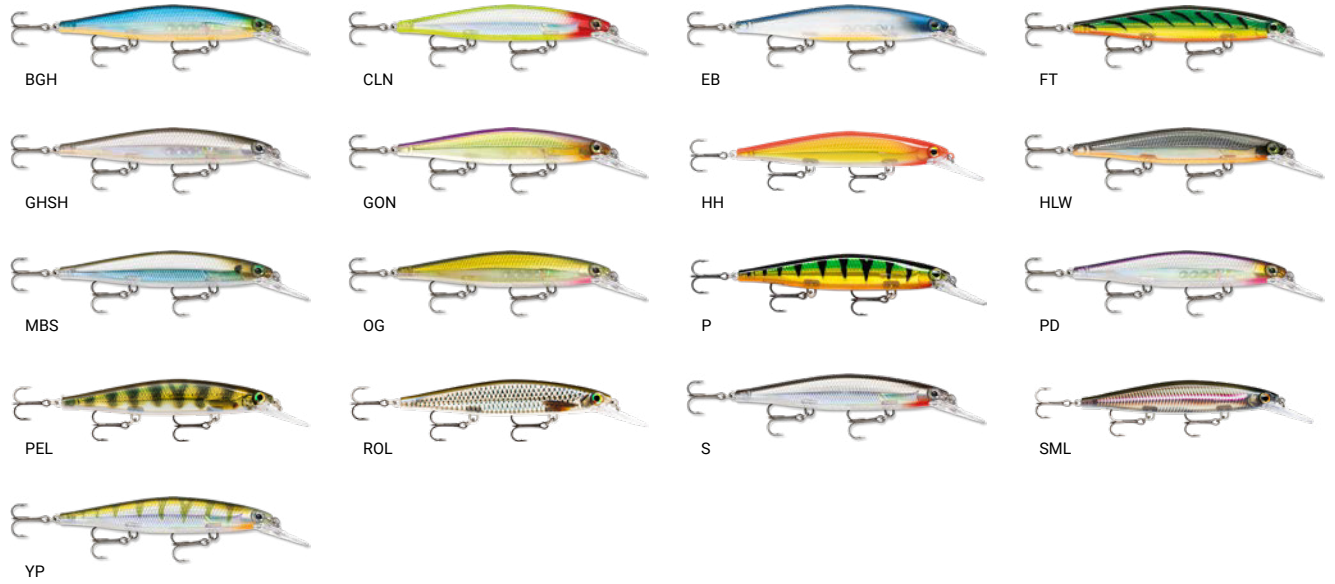 BGH
CLN
EB
FT
GHSH
GON
HH
HLW
MBS
OG
P
PD
PEL
ROL
S
SML
YP